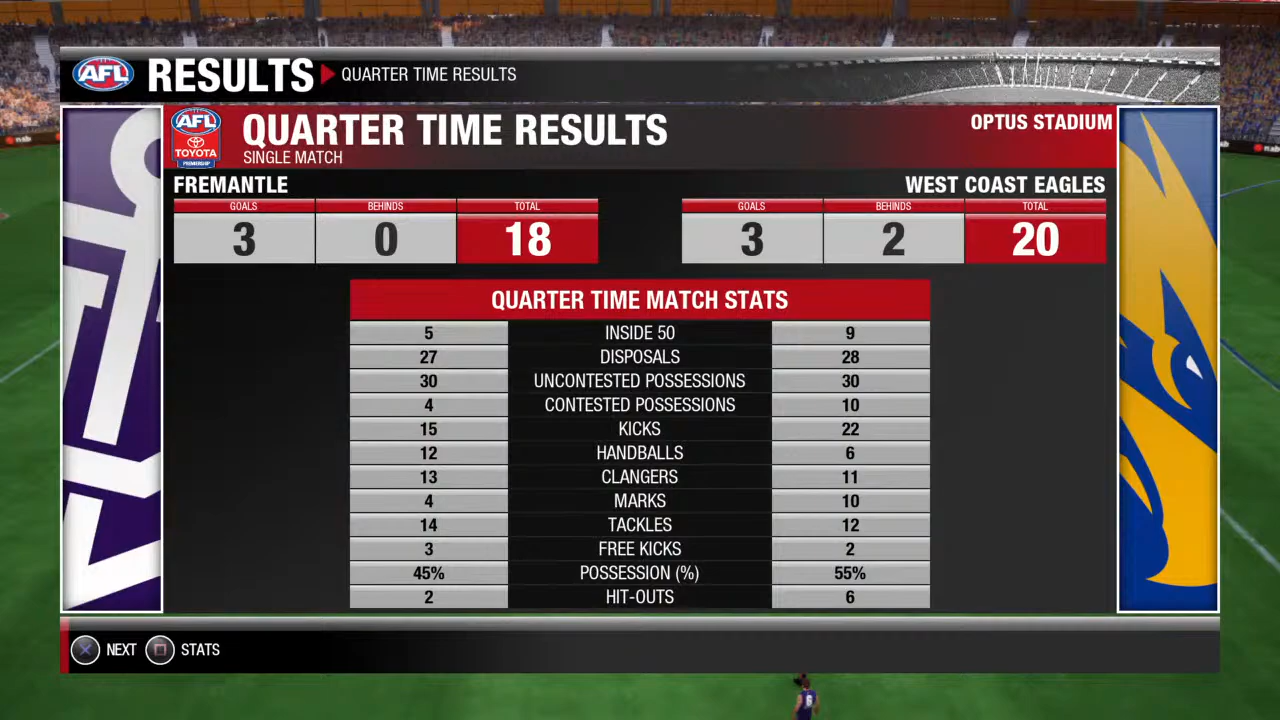 AFL RESULTS QUARTER TIME RESULTS
AFL TOYOTA PREMIERSHIP
QUARTER TIME RESULTS
SINGLE MATCH
OPTUS STADIUM
FREMANTLE
WEST COAST EAGLES
GOALS BEHINDS TOTAL GOALS BEHINDS TOTAL
3 0 18 3 2 20
QUARTER TIME MATCH STATS
5 INSIDE 50 9
27 DISPOSALS 28
30 UNCONTESTED POSSESSIONS 30
4 CONTESTED POSSESSIONS 10
15 KICKS 22
12 HANDBALLS 6
13 CLANGERS 11
4 MARKS 10
14 TACKLES 12
3 FREE KICKS 2
45% POSSESSION (%) 55%
2 HIT-OUTS 6
NEXT STATS
nab
6